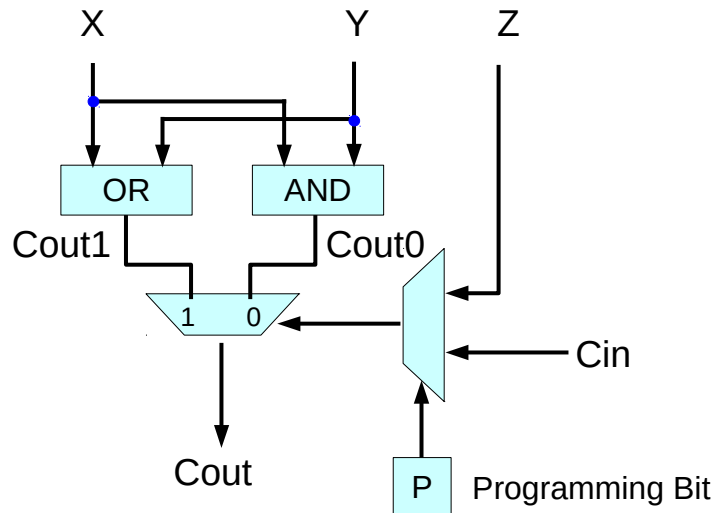 X Y Z
OR AND
Cout1 Cout0
1 0
Cin
Cout
P Programming Bit